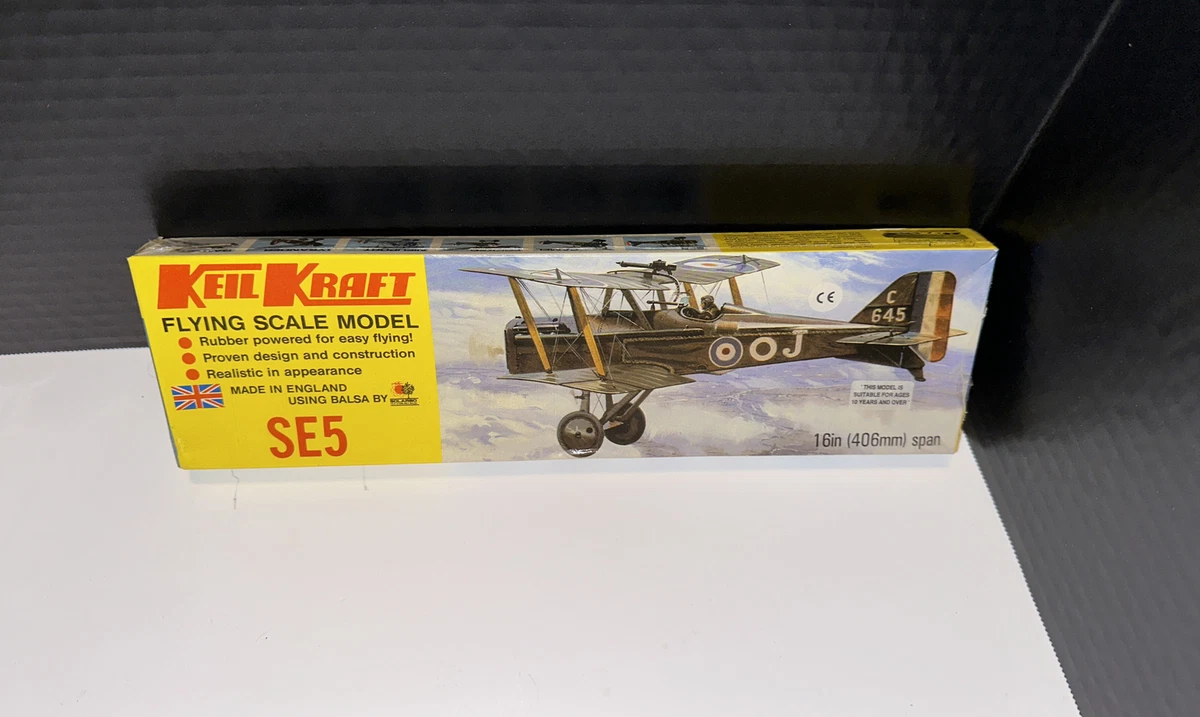 KEIL KRAFT
FLYING SCALE MODEL
Rubber powered for easy flying!
Proven design and construction
Realistic in appearance
MADE IN ENGLAND
USING BALSA BY
SE5
CE
C
645
OJ
"THIS MODEL IS
SUITABLE FOR AGES
10 YEARS AND OVER"
16in (406mm) span